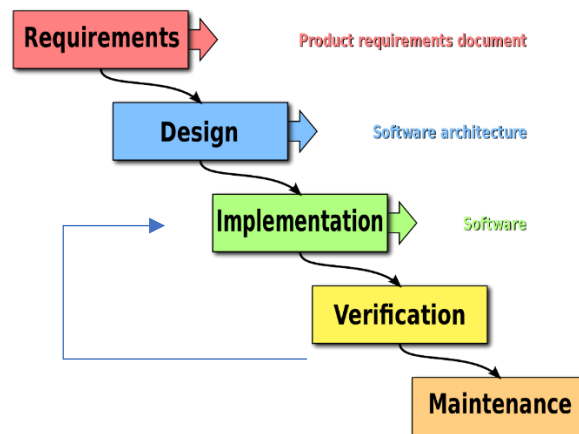 Requirements
Product requirements document
Design
Software architecture
Implementation
Software
Verification
Maintenance